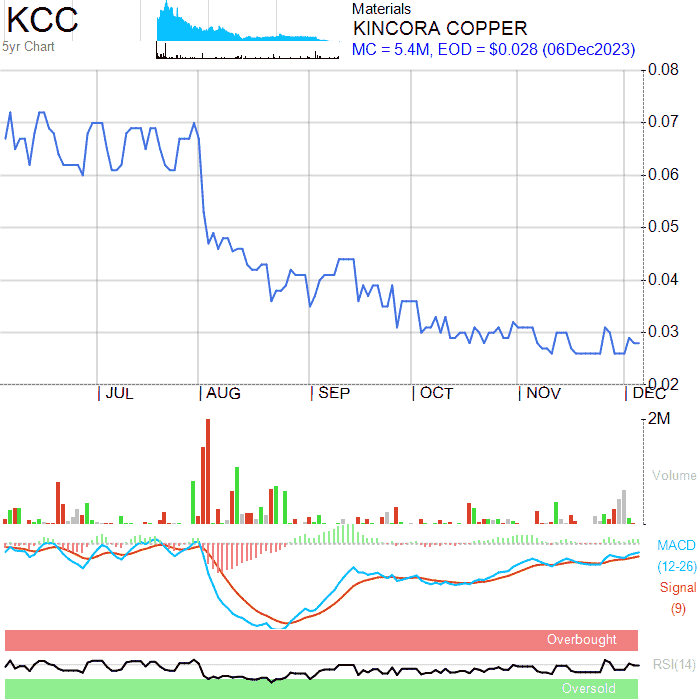 KCC
5yr Chart
Materials
KINCORA COPPER
MC = 5.4M, EOD = $0.028 (06Dec2023)
0.08
0.07
0.06
0.05
0.04
0.03
0.02
JUL AUG SEP OCT NOV DEC
2M
Volume
MACD
(12-26)
Signal
(9)
Overbought
RSI(14)
Oversold